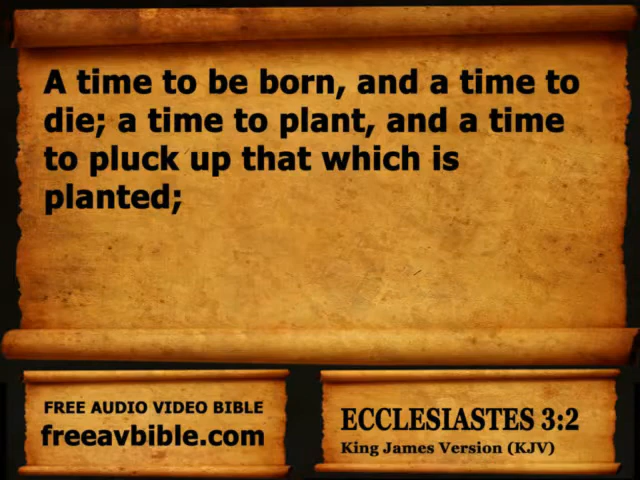 A time to be born, and a time to
die; a time to plant, and a time
to pluck up that which is
planted;
FREE AUDIO VIDEO BIBLE
freeavbible.com
ECCLESIASTES 3:2
King James Version (KJV)